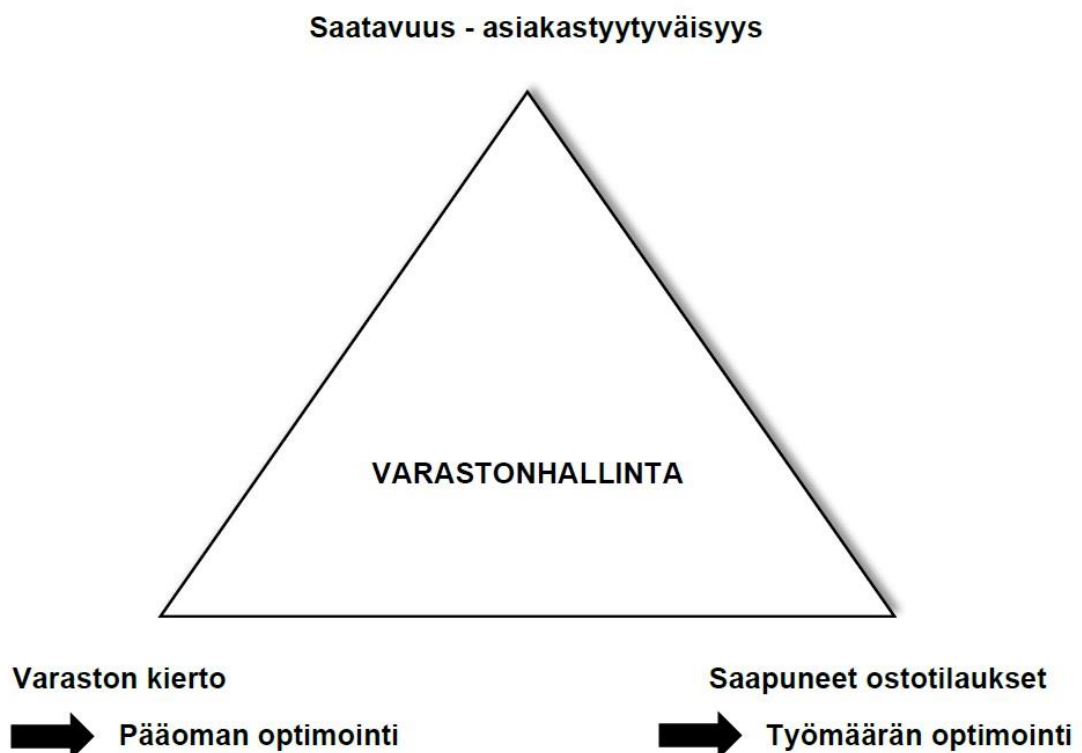 Saatavuus - asiakastyytyväisyys
VARASTONHALLINTA
Varaston kierto
Pääoman optimointi
Saapuneet ostotilaukset
Työmäärän optimointi